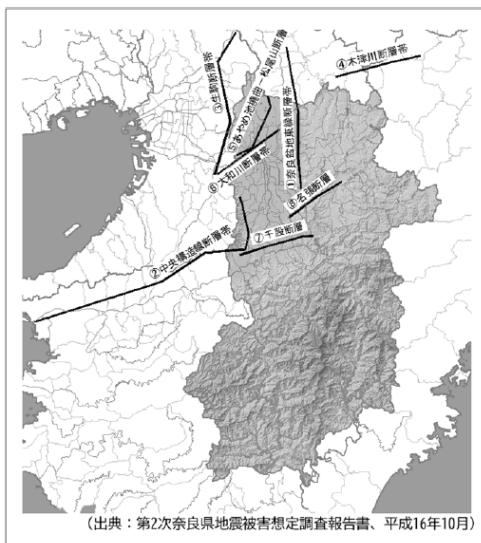 ③生駒断層帯
⑤あやめ池撓曲－松尾山断層
①奈良盆地東縁断層帯
④木津川断層帯
⑥大和川断層帯
⑧名張断層
⑦千股断層
②中央構造線断層帯
(出典：第2次奈良県地震被害想定調査報告書、平成16年10月)